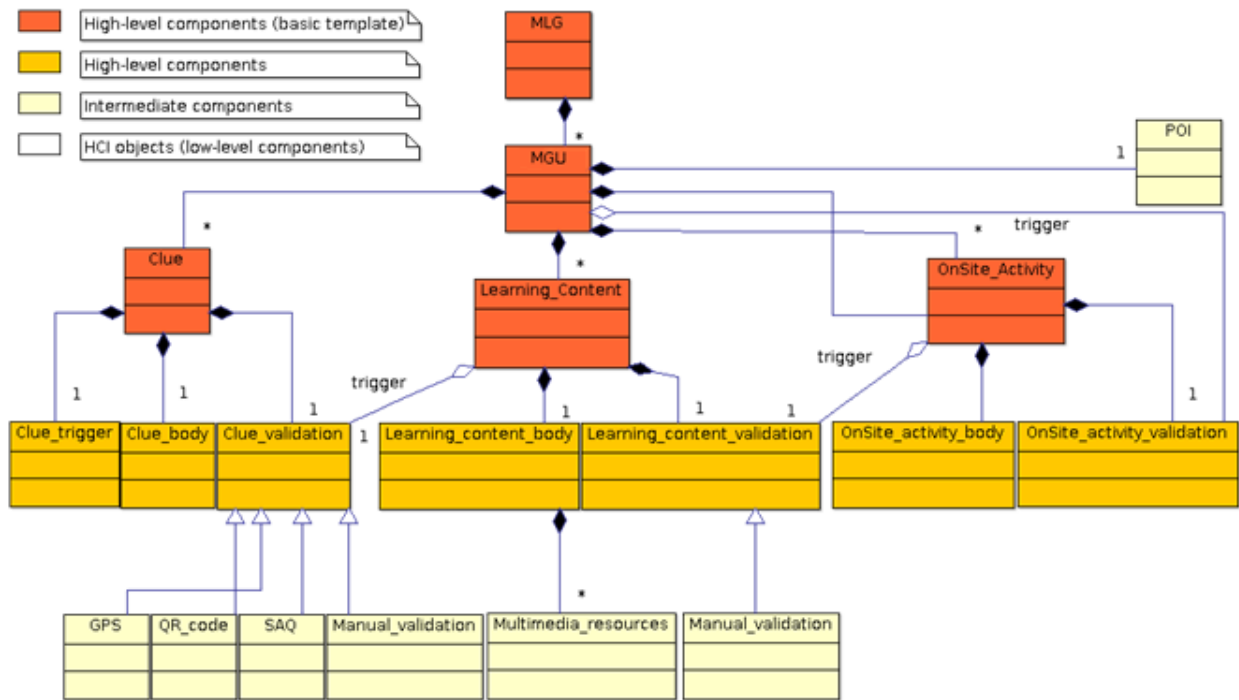 High-level components (basic template)
High-level components
Intermediate components
HCI objects (low-level components)
MLG
*
MGU
1
POI
*
trigger
*
*
Clue
Learning_Content
OnSite_Activity
trigger
trigger
1
1
1
1
1
1
1
1
Clue_trigger
Clue_body
Clue_validation
Learning_content_body
Learning_content_validation
OnSite_activity_body
OnSite_activity_validation
*
GPS
QR_code
SAQ
Manual_validation
Multimedia_resources
Manual_validation